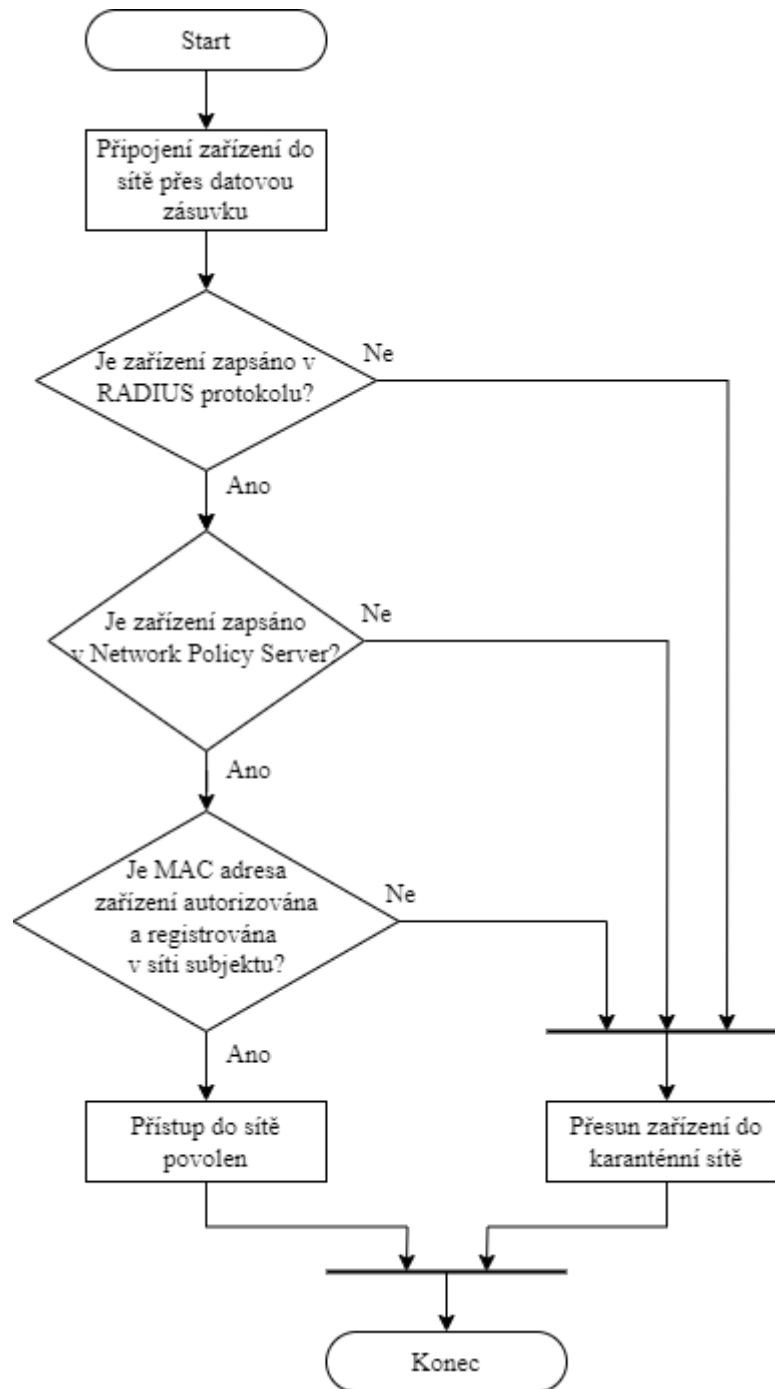 Start
Připojení zařízení do
sítě přes datovou
zásuvku
Je zařízení zapsáno v
RADIUS protokolu?
Ne
Ano
Je zařízení zapsáno
v Network Policy Server?
Ne
Ano
Je MAC adresa
zařízení autorizována
a registrována
v síti subjektu?
Ne
Ano
Přístup do sítě
povolen
Přesun zařízení do
karanténní sítě
Konec